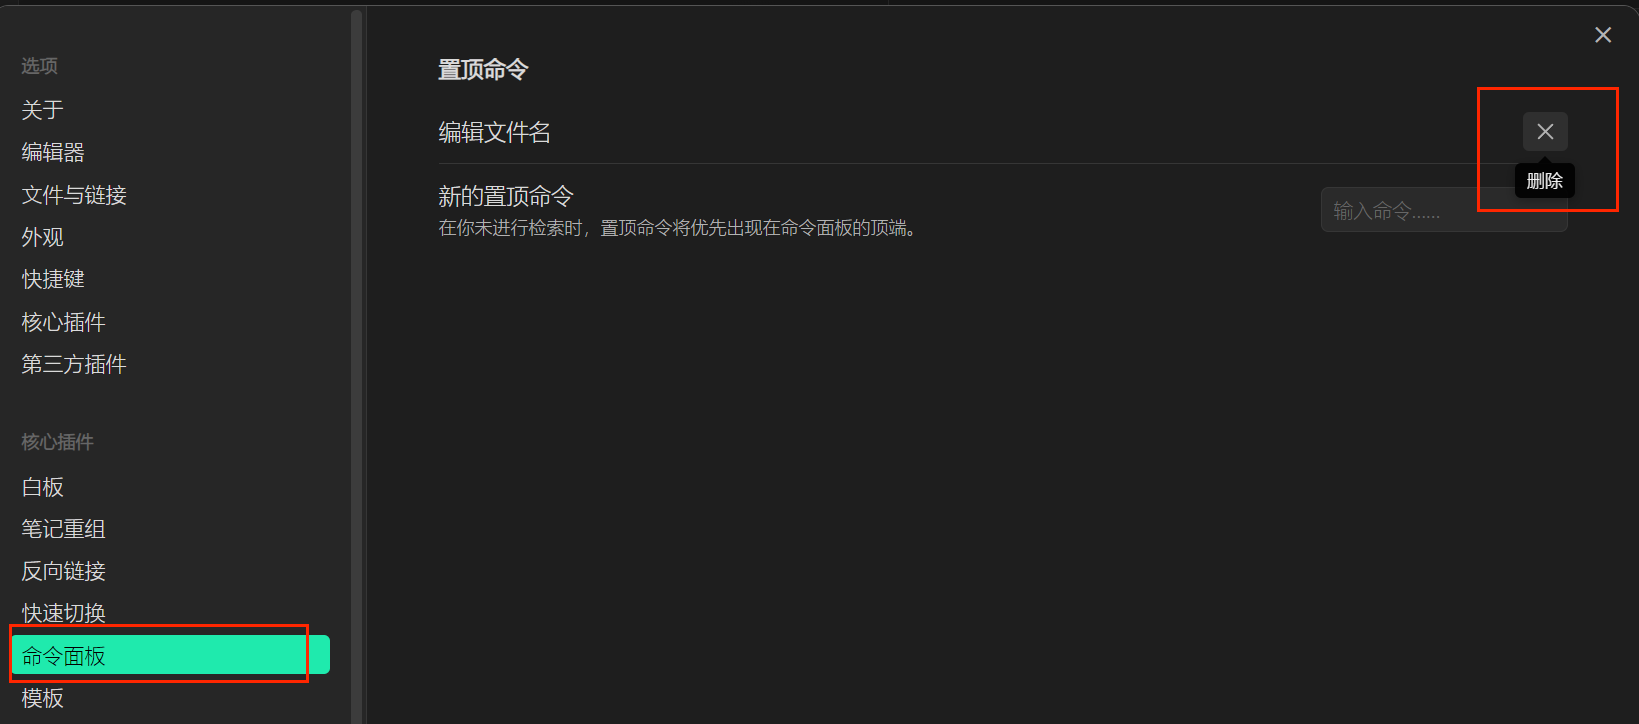 选项
关于
编辑器
文件与链接
外观
快捷键
核心插件
第三方插件
核心插件
白板
笔记重组
反向链接
快速切换
命令面板
模板
置顶命令
编辑文件名
删除
新的置顶命令
在你未进行检索时，置顶命令将优先出现在命令面板的顶端。
输入命令……